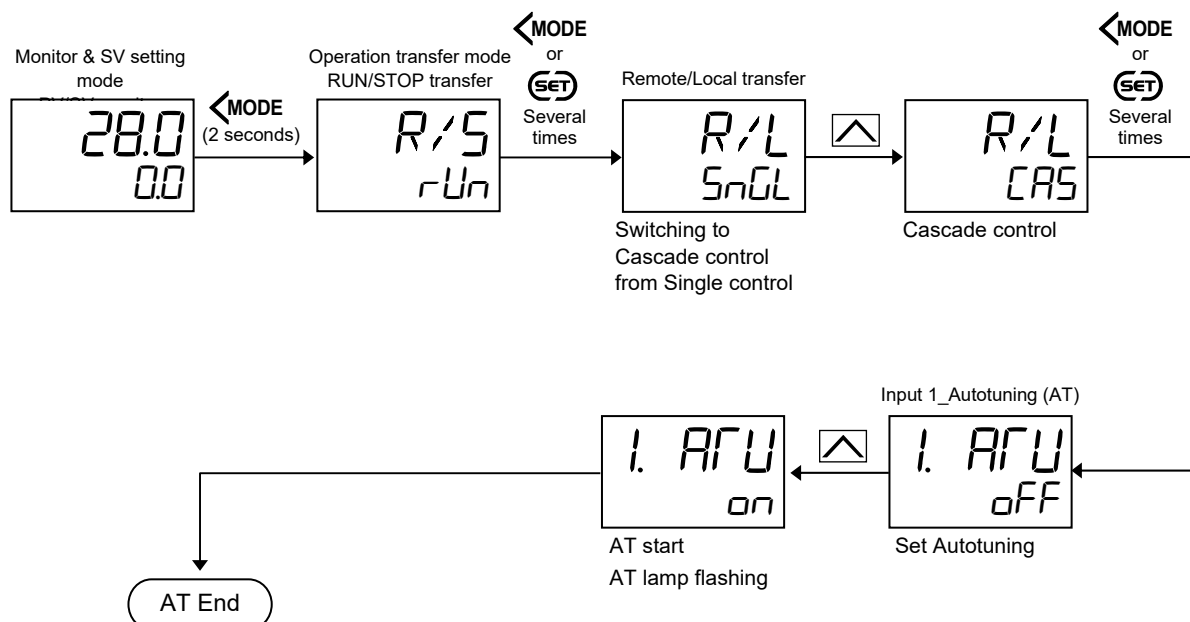 Monitor & SV setting
mode
28.0
0.0
MODE
(2 seconds)
Operation transfer mode
RUN/STOP transfer
R/S
rUn
MODE
or
SET
Several
times
Remote/Local transfer
R/L
SnGL
Switching to
Cascade control
from Single control
R/L
CAS
Cascade control
MODE
or
SET
Several
times
Input 1_Autotuning (AT)
1. ATU
oFF
Set Autotuning
1. ATU
on
AT start
AT lamp flashing
AT End